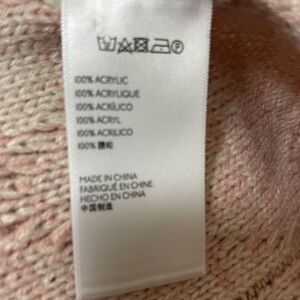 100% ACRYLIC
100% ACRYLIQUE
100% ACRÍLICO
100% ACRYL
100% ACRILICO
100% 腈纶
MADE IN CHINA
FABRIQUÉ EN CHINE
HECHO EN CHINA
中国制造